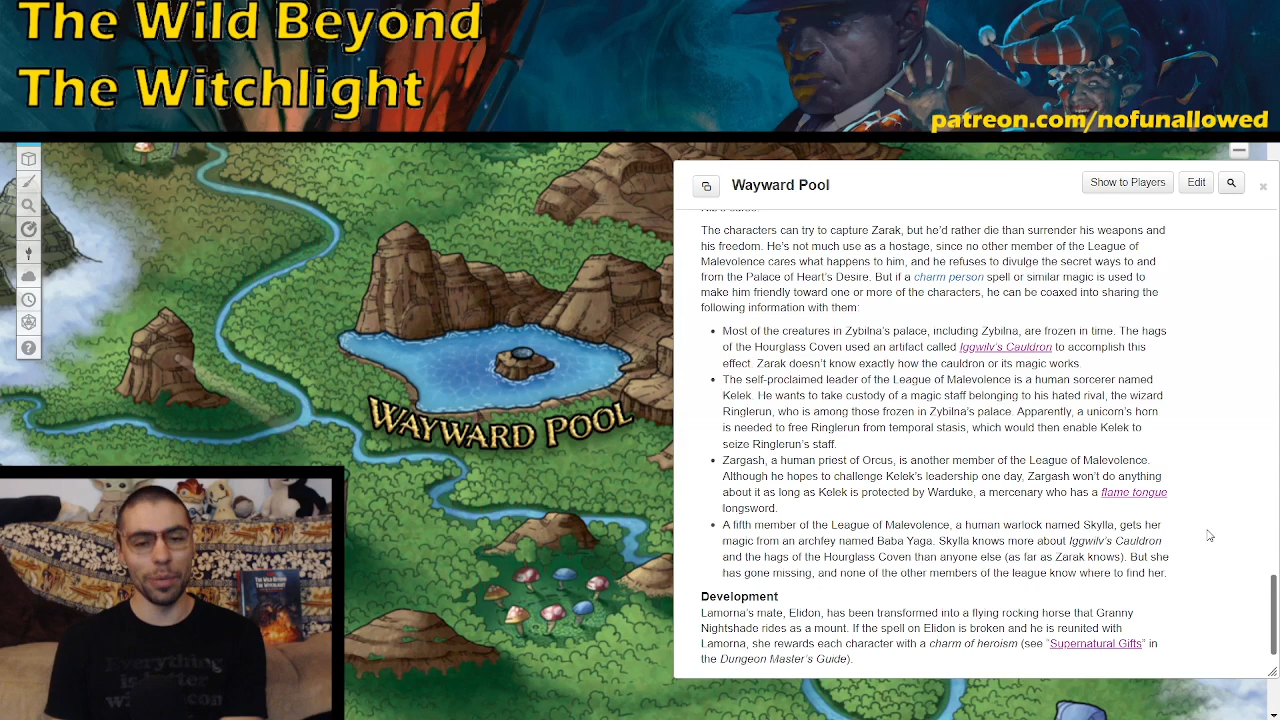 The Wild Beyond
The Witchlight
patreon.com/nofunallowed
Wayward Pool
Show to Players
Edit
The characters can try to capture Zarak, but he'd rather die than surrender his weapons and
his freedom. He's not much use as a hostage, since no other member of the League of
Malevolence cares what happens to him, and he refuses to divulge the secret ways to and
from the Palace of Heart's Desire. But if a charm person spell or similar magic is used to
make him friendly toward one or more of the characters, he can be coaxed into sharing the
following information with them:
• Most of the creatures in Zybilna's palace, including Zybilna, are frozen in time. The hags
of the Hourglass Coven used an artifact called Iggwilv's Cauldron to accomplish this
effect. Zarak doesn't know exactly how the cauldron or its magic works.
• The self-proclaimed leader of the League of Malevolence is a human sorcerer named
Kelek. He wants to take custody of a magic staff belonging to his hated rival, the wizard
Ringlerun, who is among those frozen in Zybilna's palace. Apparently, a unicorn's horn
is needed to free Ringlerun from temporal stasis, which would then enable Kelek to
seize Ringlerun's staff.
• Zargash, a human priest of Orcus, is another member of the League of Malevolence.
Although he hopes to challenge Kelek's leadership one day, Zargash won't do anything
about it as long as Kelek is protected by Warduke, a mercenary who has a flame tongue
longsword.
• A fifth member of the League of Malevolence, a human warlock named Skylla, gets her
magic from an archfey named Baba Yaga. Skylla knows more about Iggwilv's Cauldron
and the hags of the Hourglass Coven than anyone else (as far as Zarak knows). But she
has gone missing, and none of the other members of the league know where to find her.
Development
Lamorna's mate, Elidon, has been transformed into a flying rocking horse that Granny
Nightshade rides as a mount. If the spell on Elidon is broken and he is reunited with
Lamorna, she rewards each character with a charm of heroism (see "Supernatural Gifts" in
the Dungeon Master's Guide).
WAYWARD POOL
THE WILD BEYOND
THE WITCHLIGHT
Everything
is better